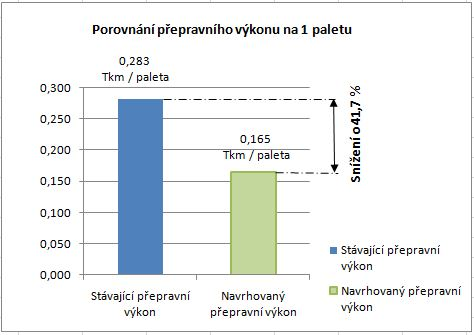 Porovnání přepravního výkonu na 1 paletu
0,283
Tkm / paleta
0,300
0,250
0,200
0,150
0,100
0,050
0,000
0,165
Tkm / paleta
Snížení o 41,7 %
Stávající přepravní
výkon
Navrhovaný
přepravní výkon
Stávající přepravní
výkon
Navrhovaný přepravní
výkon